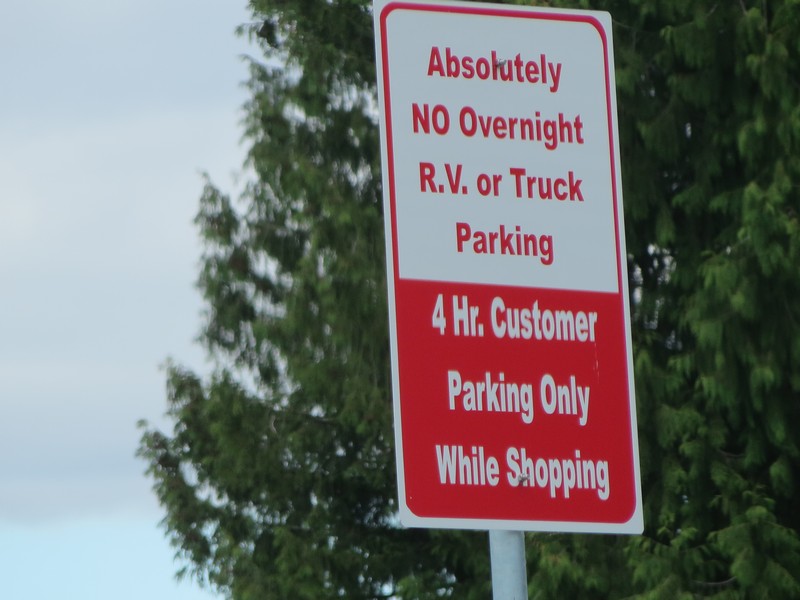 Absolutely
NO Overnight
R.V. or Truck
Parking
4 Hr. Customer
Parking Only
While Shopping